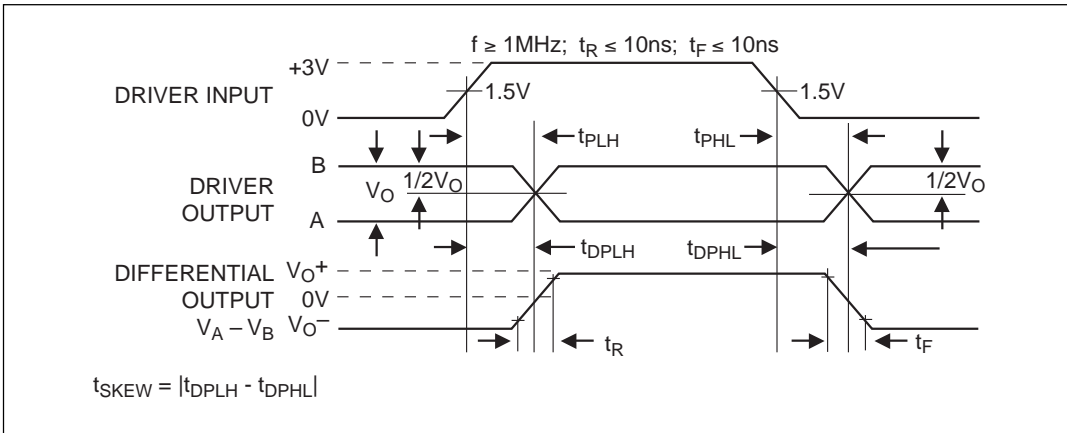 f ≥ 1MHz; tR ≤ 10ns; tF ≤ 10ns
+3V
DRIVER INPUT
1.5V
1.5V
0V
tPLH
tPHL
B
DRIVER OUTPUT
VO
1/2VO
1/2VO
A
tDPLH
tDPHL
DIFFERENTIAL OUTPUT
VO+
0V
VA – VB
VO–
tR
tF
tSKEW = |tDPLH - tDPHL|